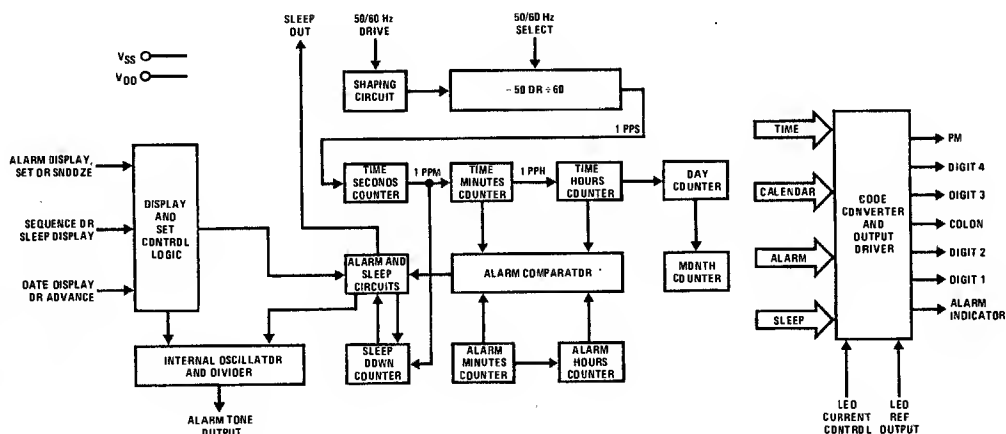 SLEEP
OUT
50/60 Hz
DRIVE
50/60 Hz
SELECT
VSS
VDD
SHAPING
CIRCUIT
÷ 50 OR ÷ 60
1 PPS
ALARM DISPLAY,
SET OR SNOOZE
SEQUENCE OR
SLEEP DISPLAY
DATE DISPLAY
OR ADVANCE
DISPLAY
AND
SET
CONTROL
LOGIC
TIME
SECONDS
COUNTER
1 PPM
TIME
MINUTES
COUNTER
1 PPH
TIME
HOURS
COUNTER
DAY
COUNTER
MONTH
COUNTER
ALARM AND
SLEEP
CIRCUITS
ALARM COMPARATOR
INTERNAL OSCILLATOR
AND DIVIDER
SLEEP
DOWN
COUNTER
ALARM
MINUTES
COUNTER
ALARM
HOURS
COUNTER
ALARM TONE
OUTPUT
TIME
CALENDAR
ALARM
SLEEP
CODE
CONVERTER
AND
OUTPUT
DRIVER
PM
DIGIT 4
DIGIT 3
COLON
DIGIT 2
DIGIT 1
ALARM
INDICATOR
LED
CURRENT
CONTROL
LED
REF
OUTPUT